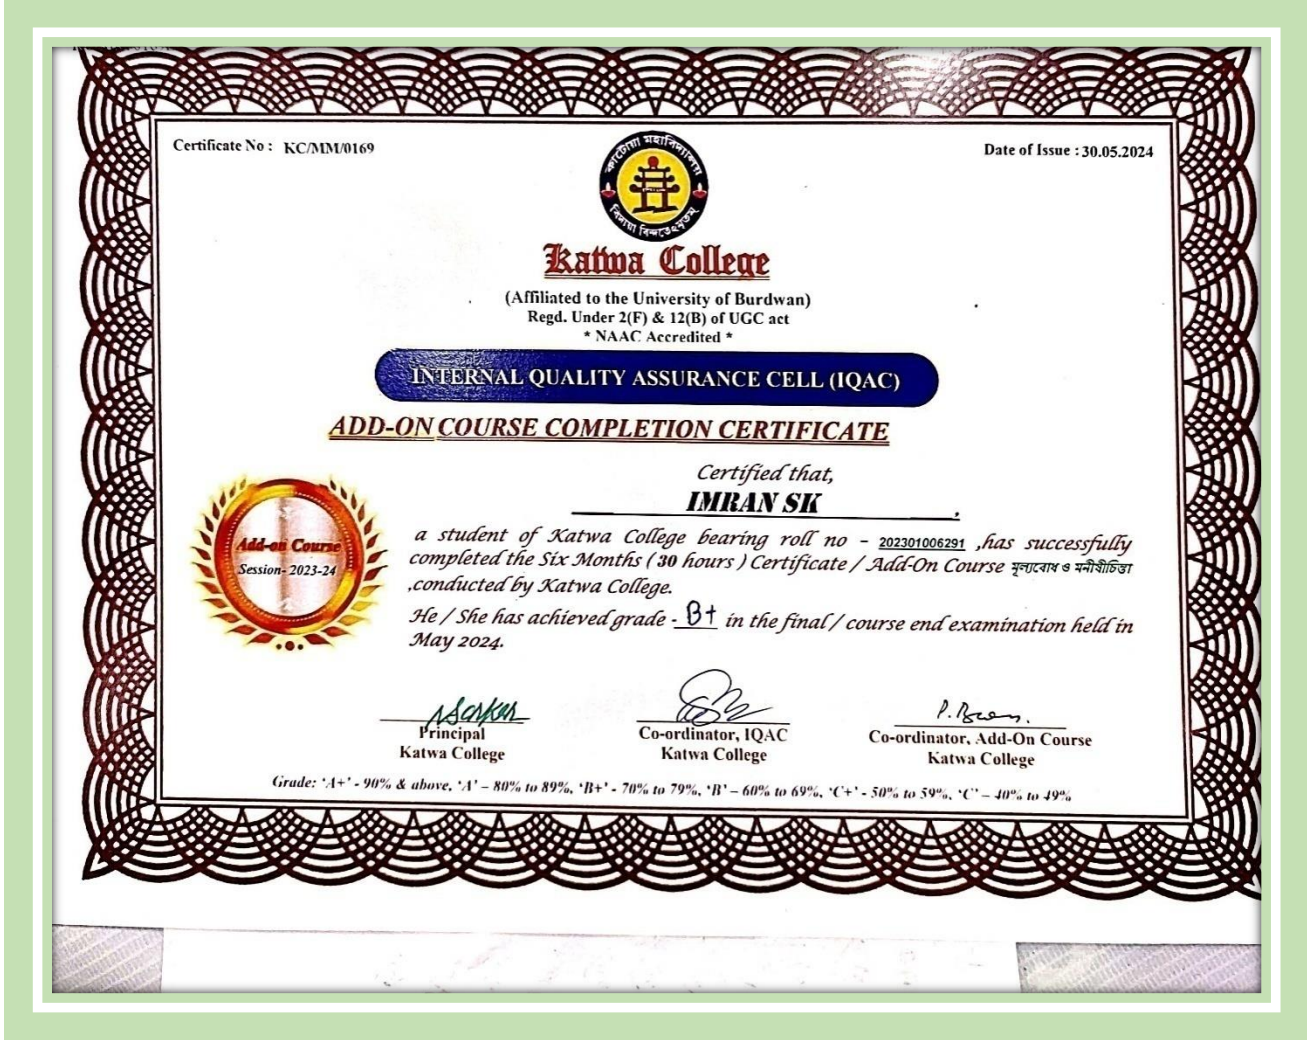 Certificate No : KC/MM/0169
Date of Issue : 30.05.2024
কাটোয়া মহাবিদ্যালয়
Katwa College
(Affiliated to the University of Burdwan)
Regd. Under 2(F) & 12(B) of UGC act
* NAAC Accredited *
INTERNAL QUALITY ASSURANCE CELL (IQAC)
ADD-ON COURSE COMPLETION CERTIFICATE
Certified that,
IMRAN SK
Add-on Course
Session- 2023-24
a student of Katwa College bearing roll no - 202301006291 ,has successfully
completed the Six Months ( 30 hours ) Certificate / Add-On Course মূল্যবোধ ও মনীষীচিন্তা
,conducted by Katwa College.
He / She has achieved grade - B+ in the final / course end examination held in
May 2024.
P. Bren.
Principal
Katwa College
Co-ordinator, IQAC
Katwa College
Co-ordinator, Add-On Course
Katwa College
Grade: 'A+' - 90% & above, 'A' – 80% to 89%, 'B+' - 70% to 79%, 'B' – 60% to 69%, 'C+' - 50% to 59%, 'C' – 40% to 49%